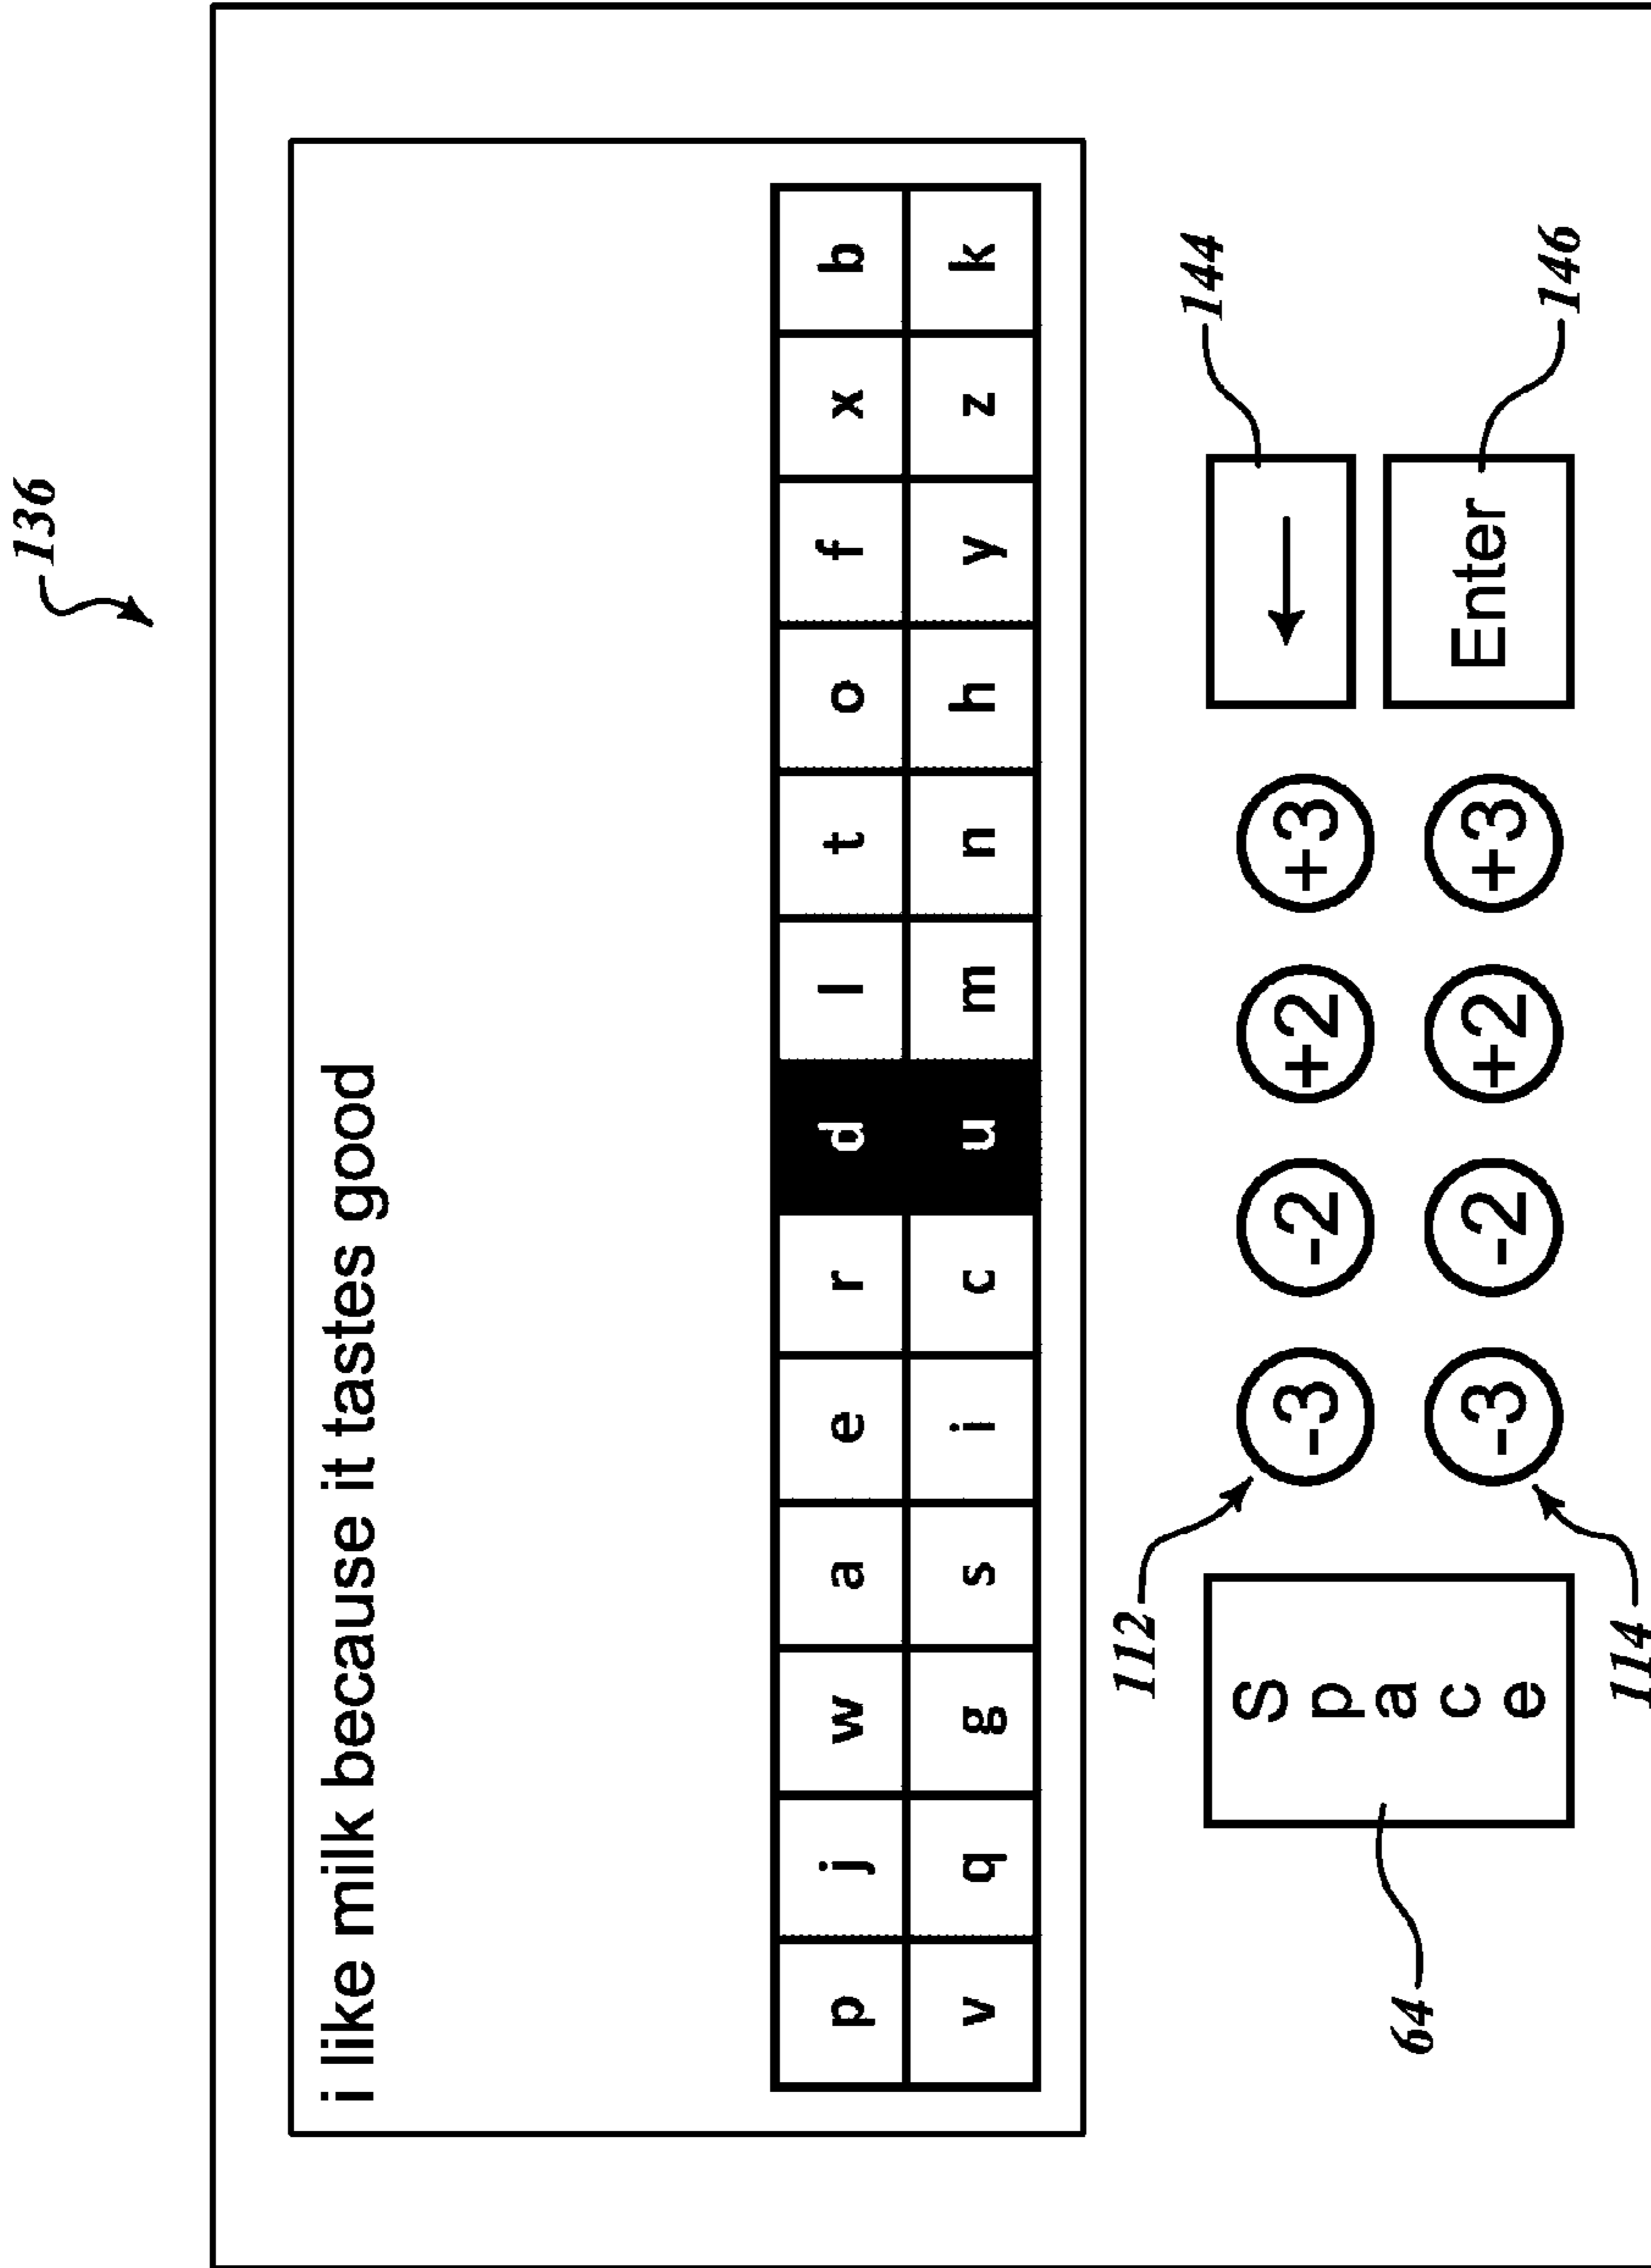 136
i like milk because it tastes good
p j w a e r d l t o f x b
v q g s i c u m n h y z k
112 144
-3 -2 +2 +3 ←
Space
-3 -2 +2 +3 Enter
64 114 146